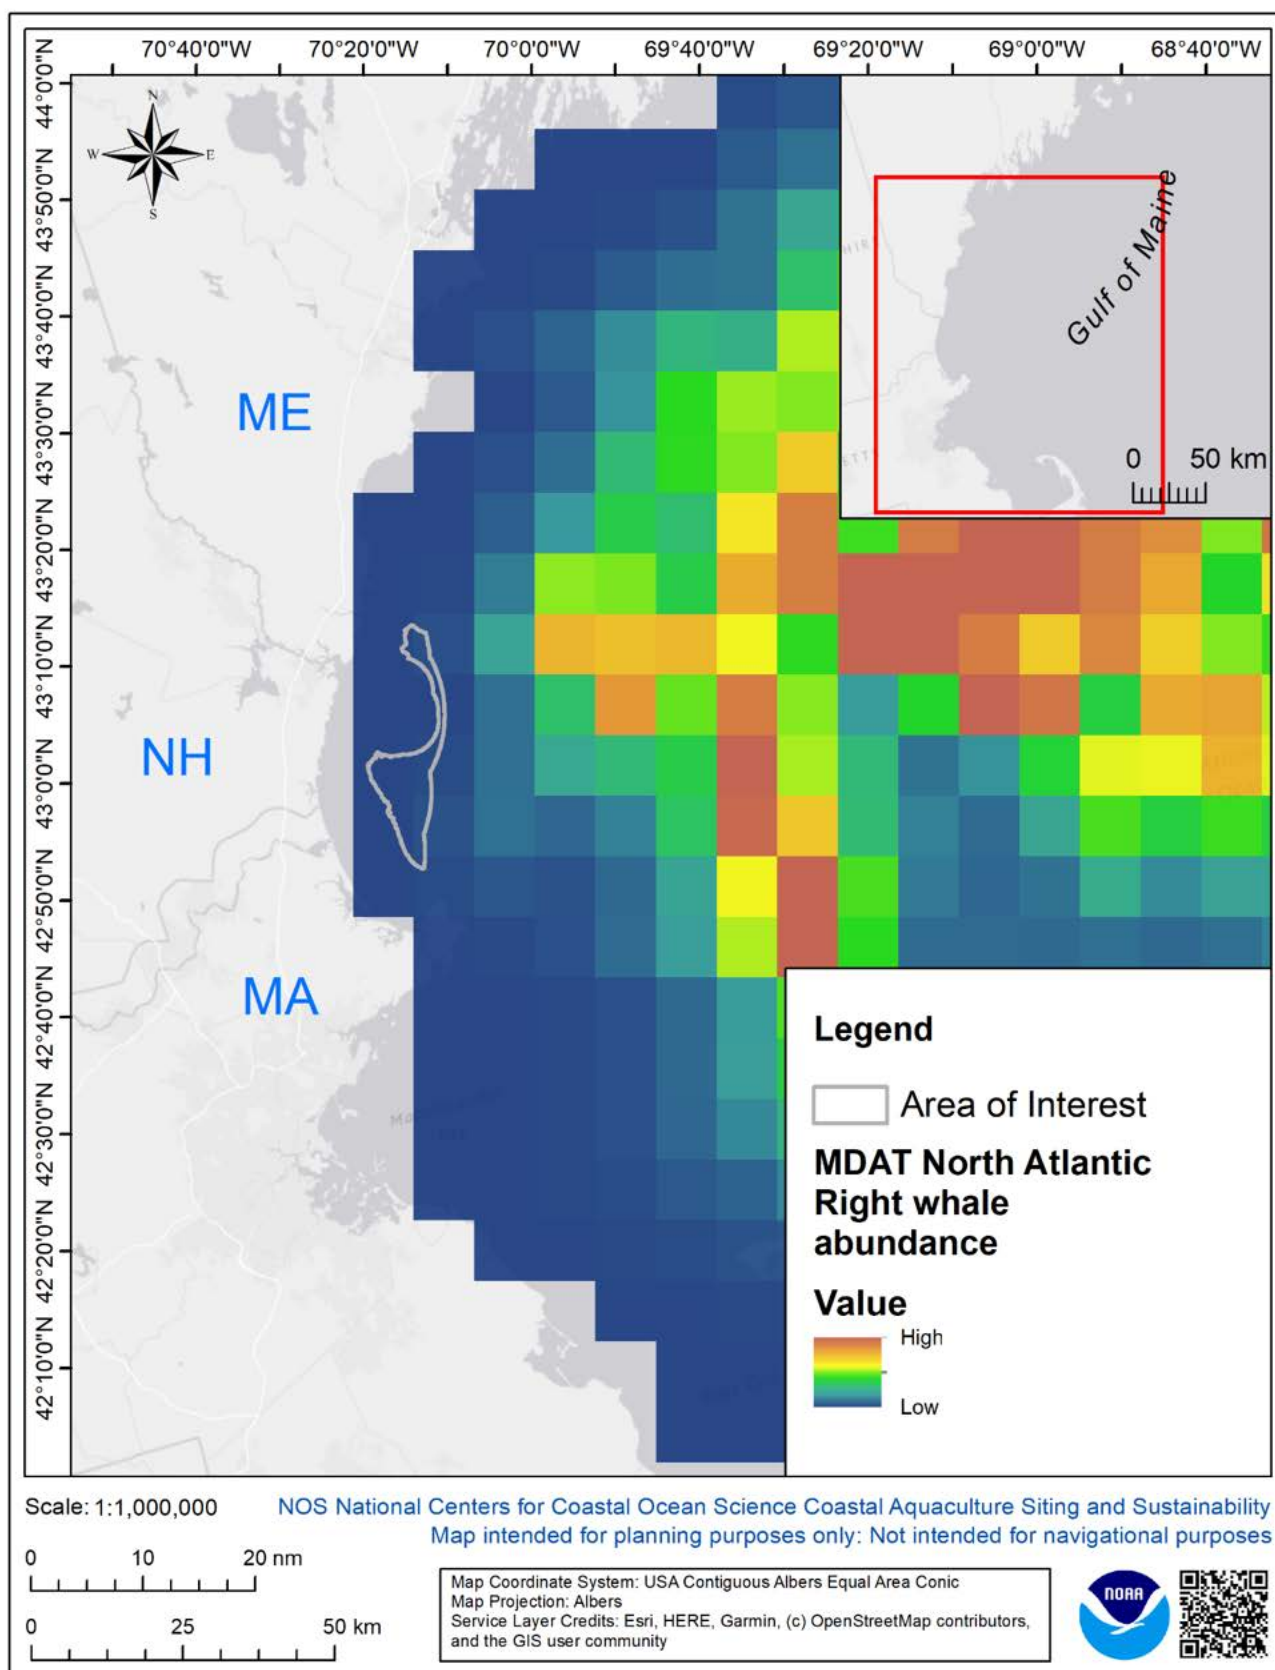 70°40'0"W 70°20'0"W 70°0'0"W 69°40'0"W 69°20'0"W 69°0'0"W 68°40'0"W
44°0'0"N
43°50'0"N
43°40'0"N
43°30'0"N
43°20'0"N
43°10'0"N
43°0'0"N
42°50'0"N
42°40'0"N
42°30'0"N
42°20'0"N
42°10'0"N
N
W E
S
ME
NH
MA
Gulf of Maine
0 50 km
Legend
Area of Interest
MDAT North Atlantic
Right whale
abundance
Value
High
Low
Scale: 1:1,000,000
0 10 20 nm
0 25 50 km
NOS National Centers for Coastal Ocean Science Coastal Aquaculture Siting and Sustainability
Map intended for planning purposes only: Not intended for navigational purposes
Map Coordinate System: USA Contiguous Albers Equal Area Conic
Map Projection: Albers
Service Layer Credits: Esri, HERE, Garmin, (c) OpenStreetMap contributors,
and the GIS user community
NOAA